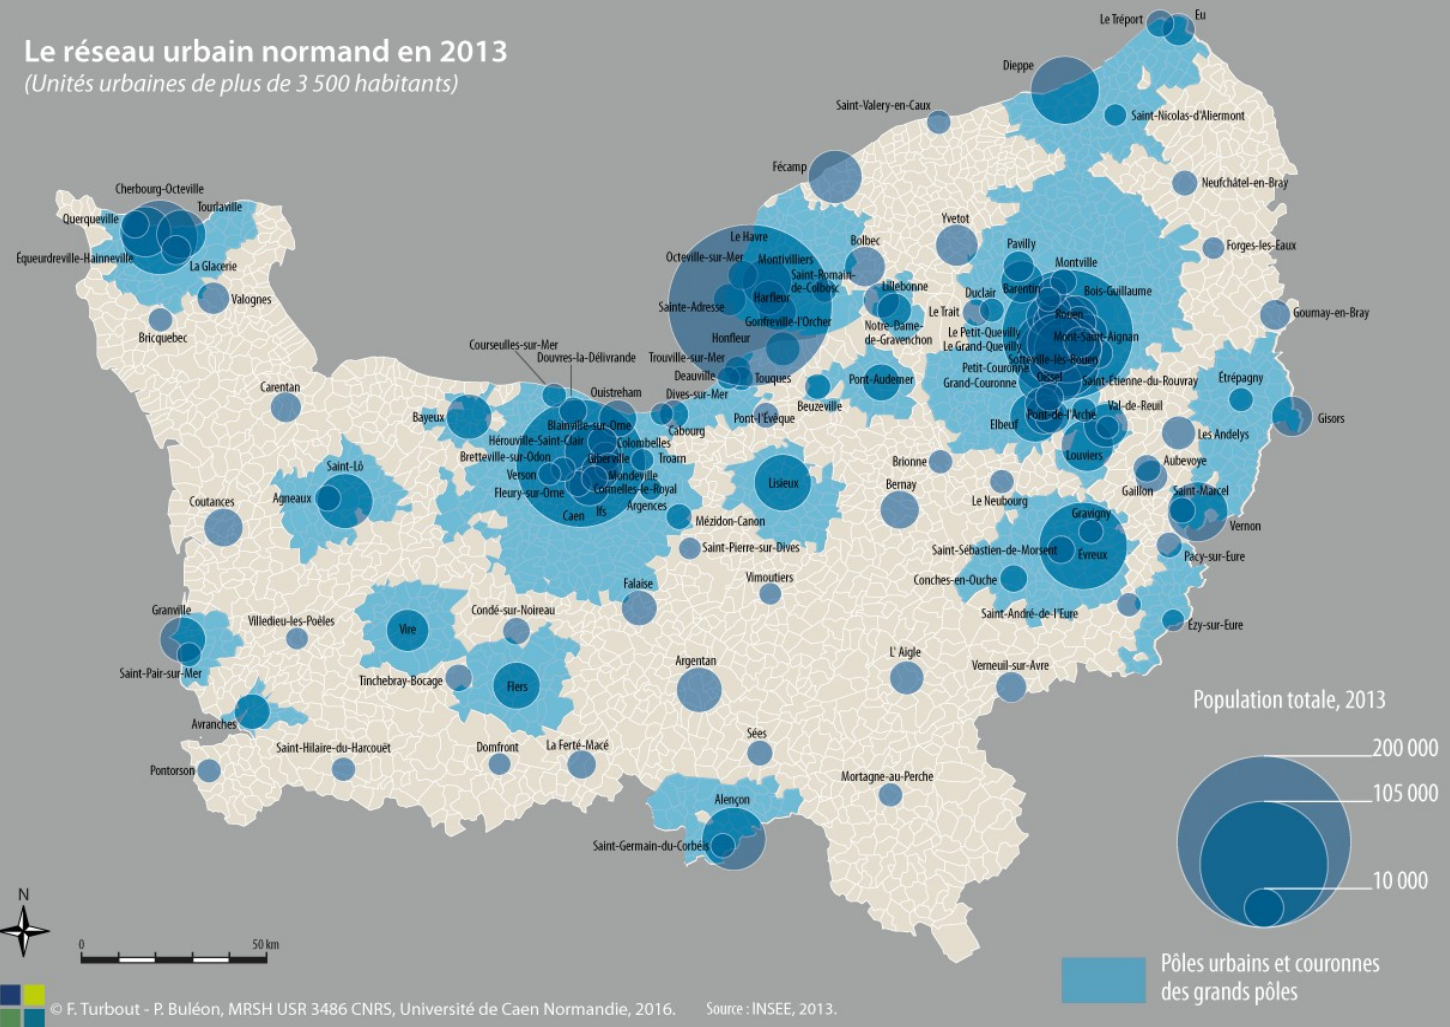 Le réseau urbain normand en 2013
(Unités urbaines de plus de 3 500 habitants)
Le Tréport
Eu
Dieppe
Saint-Valery-en-Caux
Saint-Nicolas-d'Aliermont
Fécamp
Neufchâtel-en-Bray
Cherbourg-Octeville
Querqueville
Tourlaville
Equeurdreville-Hainneville
La Glacerie
Valognes
Bricquebec
Yvetot
Pavilly
Forges-les-Eaux
Le Havre
Bolbec
Octeville-sur-Mer
Montivilliers
Montville
Saint-Romain-
de-Colbosc
Lillebonne
Duclair
Barentin
Bois-Guillaume
Sainte-Adresse
Harfleur
Gonfreville-l'Orcher
Notre-Dame-
de-Gravenchon
Le Trait
Rouen
Gournay-en-Bray
Le Petit-Quevilly
Mont-Saint-Aignan
Le Grand-Quevilly
Honfleur
Courseulles-sur-Mer
Douvres-la-Délivrande
Trouville-sur-Mer
Sotteville-lès-Rouen
Petit-Couronne
Deauville
Touques
Pont-Audemer
Oissel
Saint-Etienne-du-Rouvray
Grand-Couronne
Étrépagny
Carentan
Ouistreham
Dives-sur-Mer
Beuzeville
Bayeux
Blainville-sur-Orne
Cabourg
Pont-l'Évêque
Elbeuf
Pont-de-l'Arche
Val-de-Reuil
Gisors
Hérouville-Saint-Clair
Colombelles
Les Andelys
Bretteville-sur-Odon
Giberville
Troarn
Brionne
Louviers
Aubevoye
Saint-Lô
Verson
Mondeville
Lisieux
Bernay
Gaillon
Saint-Marcel
Agneaux
Fleury-sur-Orne
Cormelles-le-Royal
Le Neubourg
Coutances
Caen
Ifs
Argences
Mézidon-Canon
Gravigny
Vernon
Saint-Pierre-sur-Dives
Saint-Sébastien-de-Morsent
Évreux
Pacy-sur-Eure
Falaise
Vimoutiers
Conches-en-Ouche
Granville
Villedieu-les-Poêles
Condé-sur-Noireau
Saint-André-de-l'Eure
Ézy-sur-Eure
Vire
Saint-Pair-sur-Mer
Tinchebray-Bocage
Flers
Argentan
L' Aigle
Verneuil-sur-Avre
Avranches
Saint-Hilaire-du-Harcouët
Domfront
La Ferté-Macé
Sées
Pontorson
Mortagne-au-Perche
Alençon
Saint-Germain-du-Corbéis
Population totale, 2013
200 000
105 000
10 000
N
0 50 km
Pôles urbains et couronnes
des grands pôles
© F. Turbout - P. Buléon, MRSH USR 3486 CNRS, Université de Caen Normandie, 2016. Source : INSEE, 2013.